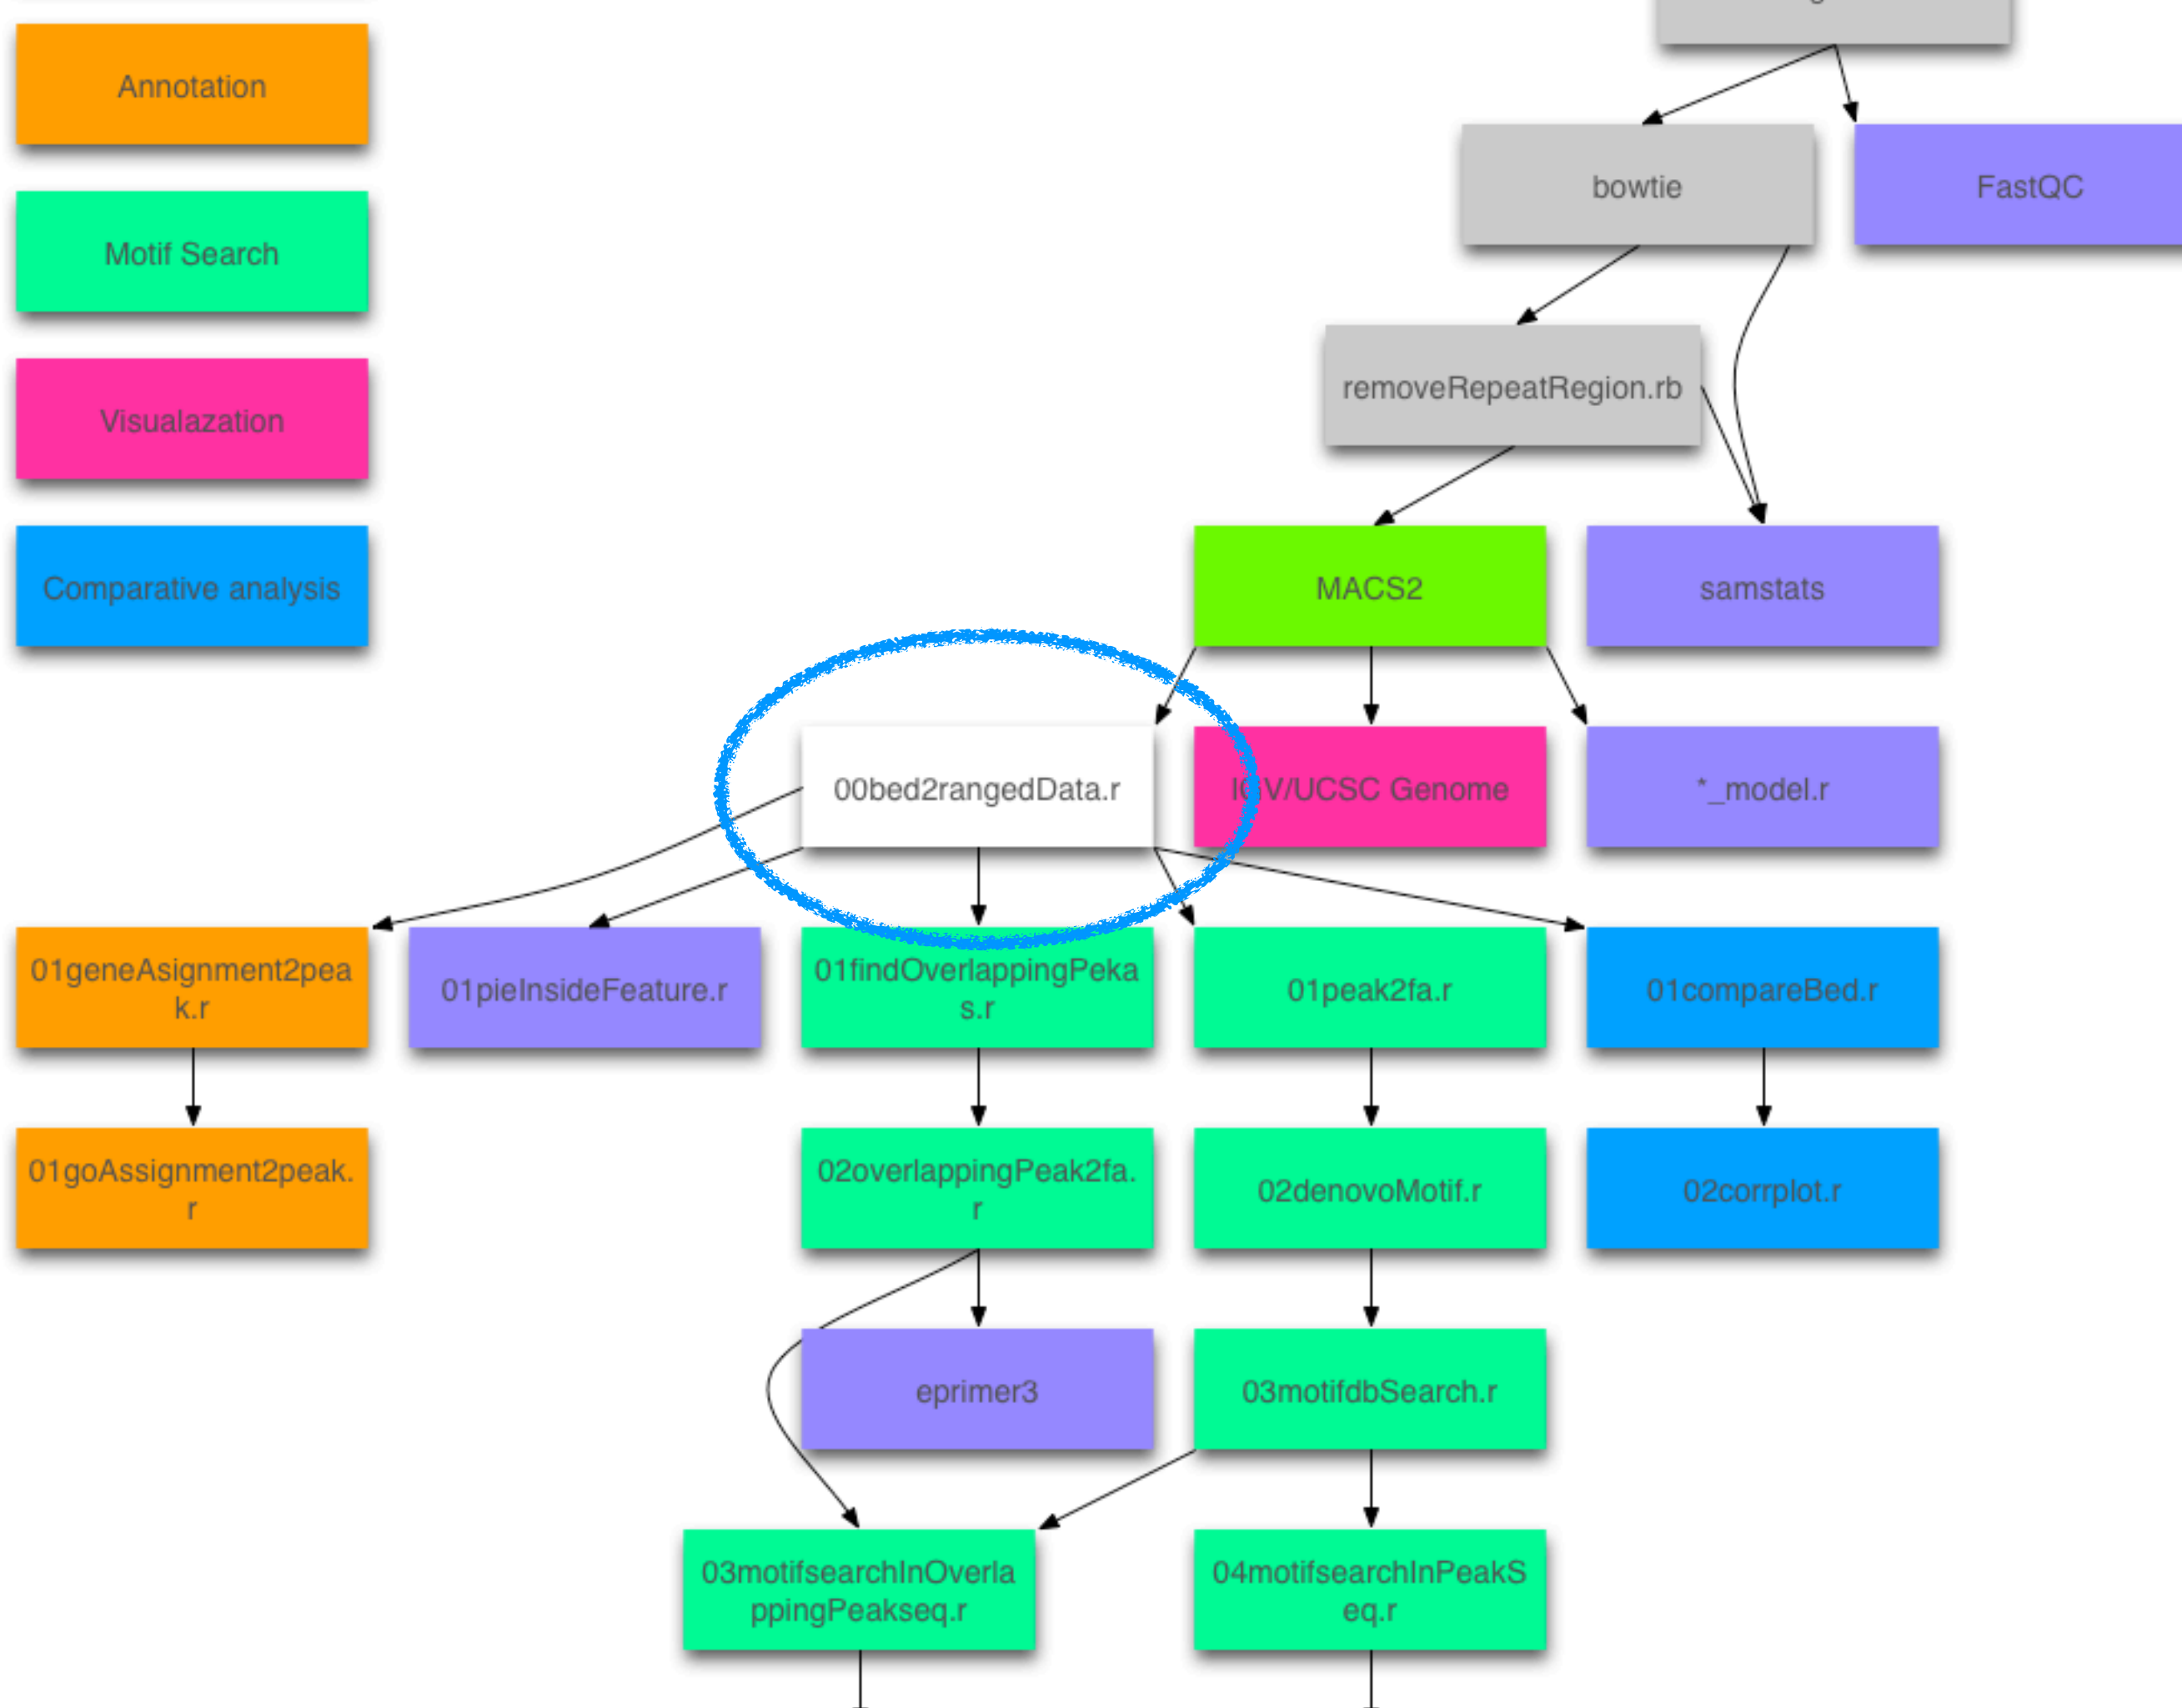 Annotation
bowtie
FastQC
Motif Search
removeRepeatRegion.rb
Visualazation
MACS2
samstats
Comparative analysis
00bed2rangedData.r
IGV/UCSC Genome
*_model.r
01geneAsignment2pea
k.r
01pieInsideFeature.r
01findOverlappingPeka
s.r
01peak2fa.r
01compareBed.r
01goAssignment2peak.
r
02overlappingPeak2fa.
r
02denovoMotif.r
02corrplot.r
eprimer3
03motifdbSearch.r
03motifsearchInOverla
ppingPeakseq.r
04motifsearchInPeakS
eq.r